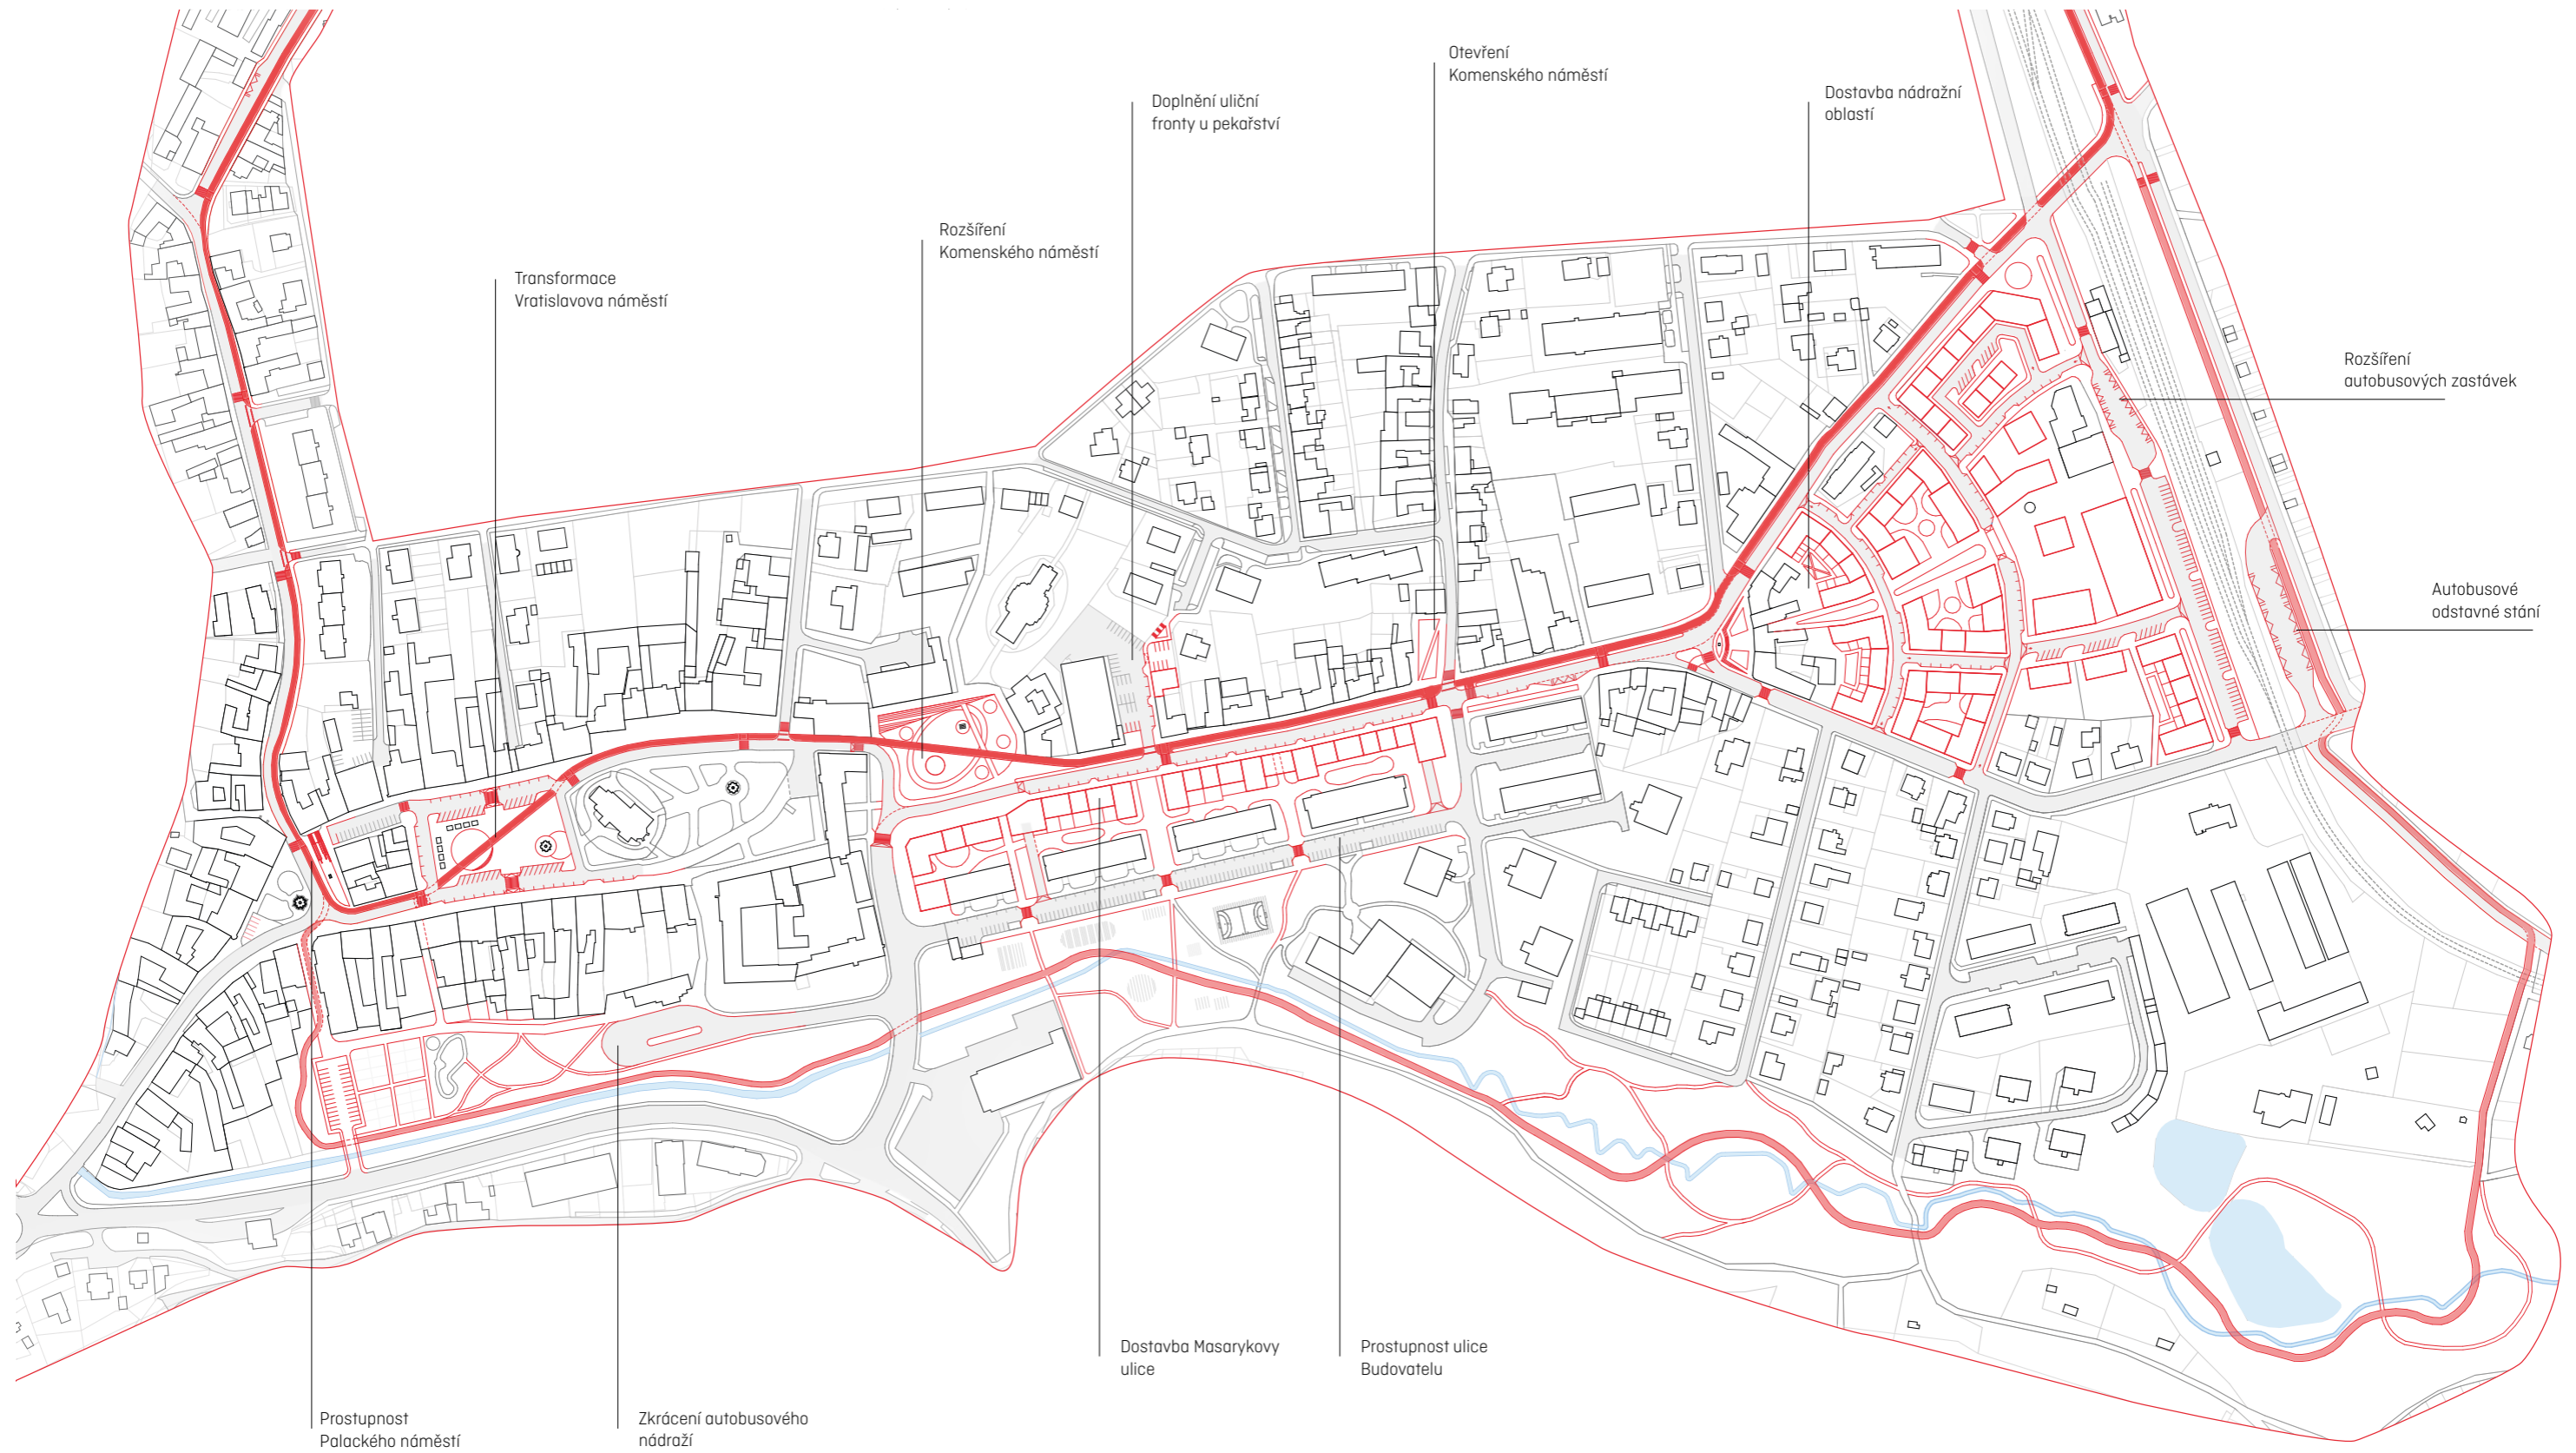 Otevření
Komenského náměstí
Doplnění uliční
fronty u pekařství
Dostavba nádražní
oblastí
Rozšíření
Komenského náměstí
Transformace
Vratislavova náměstí
Rozšíření
autobusových zastávek
Autobusové
odstavné stání
Dostavba Masarykovy
ulice
Prostupnost ulice
Budovatelu
Prostupnost
Palackého náměstí
Zkrácení autobusového
nádraží